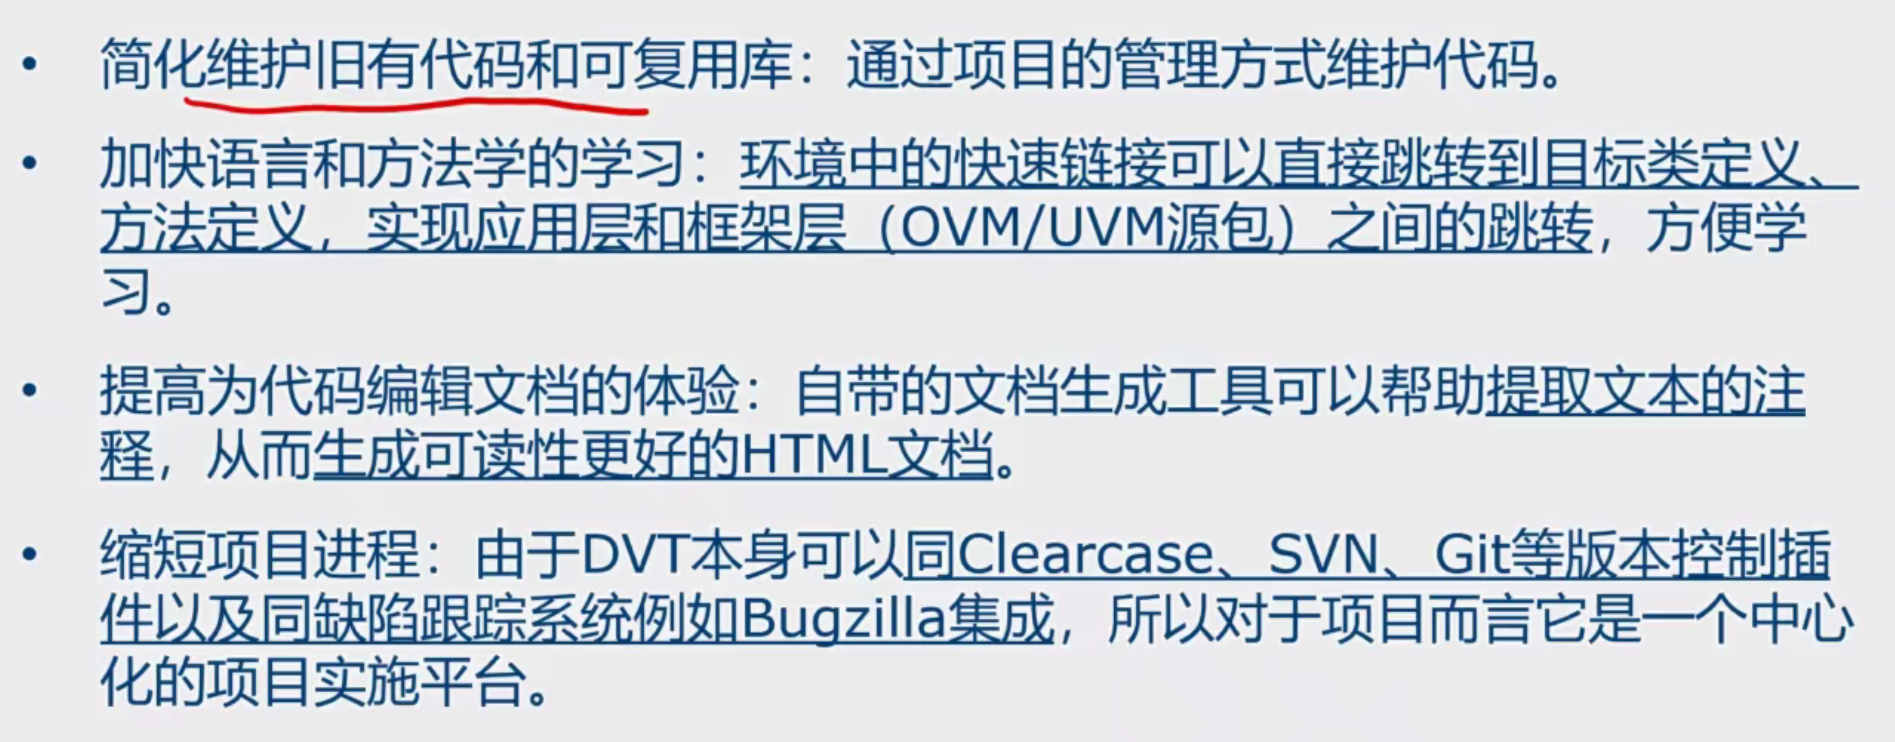 • 简化维护旧有代码和可复用库：通过项目的管理方式维护代码。
• 加快语言和方法学的学习：环境中的快速链接可以直接跳转到目标类定义、
方法定义，实现应用层和框架层（OVM/UVM源包）之间的跳转，方便学
习。
• 提高为代码编辑文档的体验：自带的文档生成工具可以帮助提取文本的注
释，从而生成可读性更好的HTML文档。
• 缩短项目进程：由于DVT本身可以同Clearcase、SVN、Git等版本控制插
件以及同缺陷跟踪系统例如Bugzilla集成，所以对于项目而言它是一个中心
化的项目实施平台。